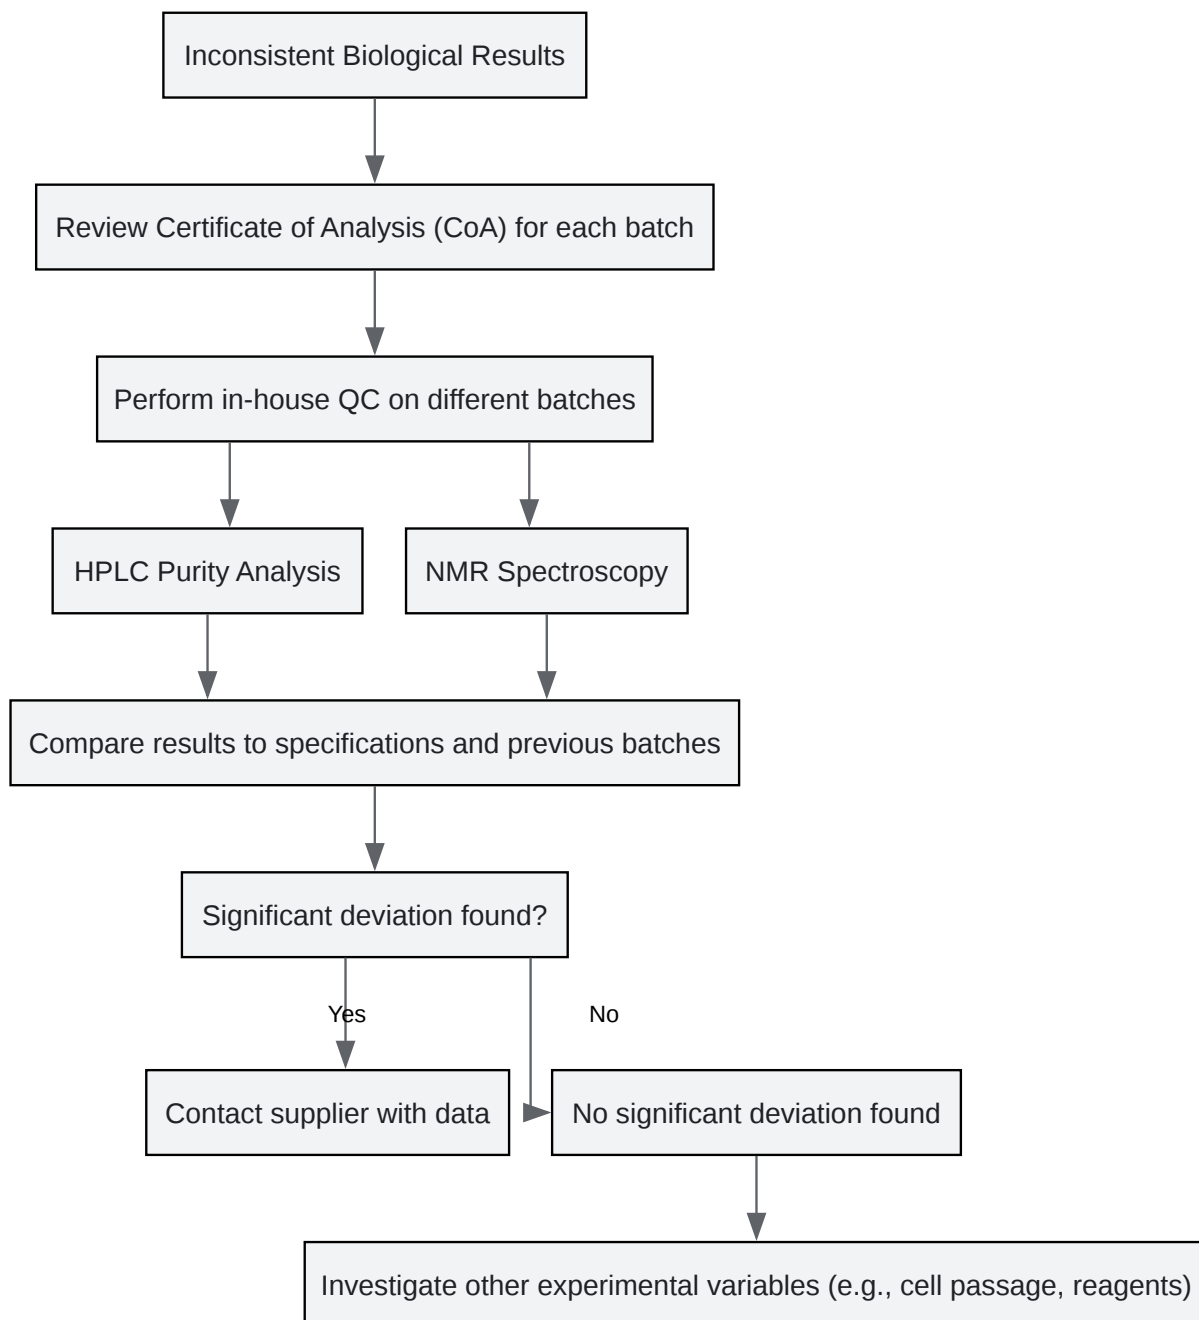 Inconsistent Biological Results
Review Certificate of Analysis (CoA) for each batch
Perform in-house QC on different batches
HPLC Purity Analysis
NMR Spectroscopy
Compare results to specifications and previous batches
Significant deviation found?
Yes
No
Contact supplier with data
No significant deviation found
Investigate other experimental variables (e.g., cell passage, reagents)